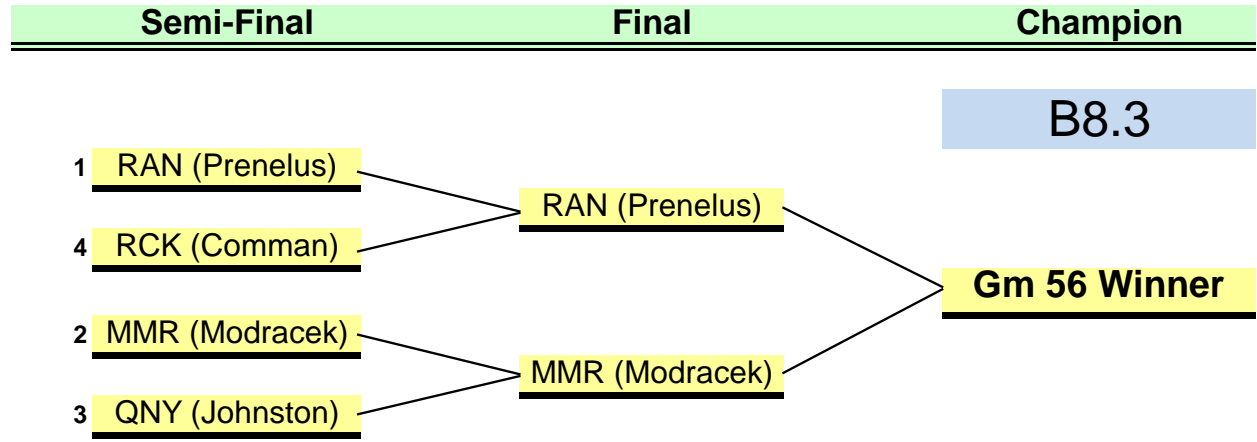 Semi-Final Final Champion
B8.3
1 RAN (Prenelus)
RAN (Prenelus)
4 RCK (Comman)
Gm 56 Winner
2 MMR (Modracek)
MMR (Modracek)
3 QNY (Johnston)